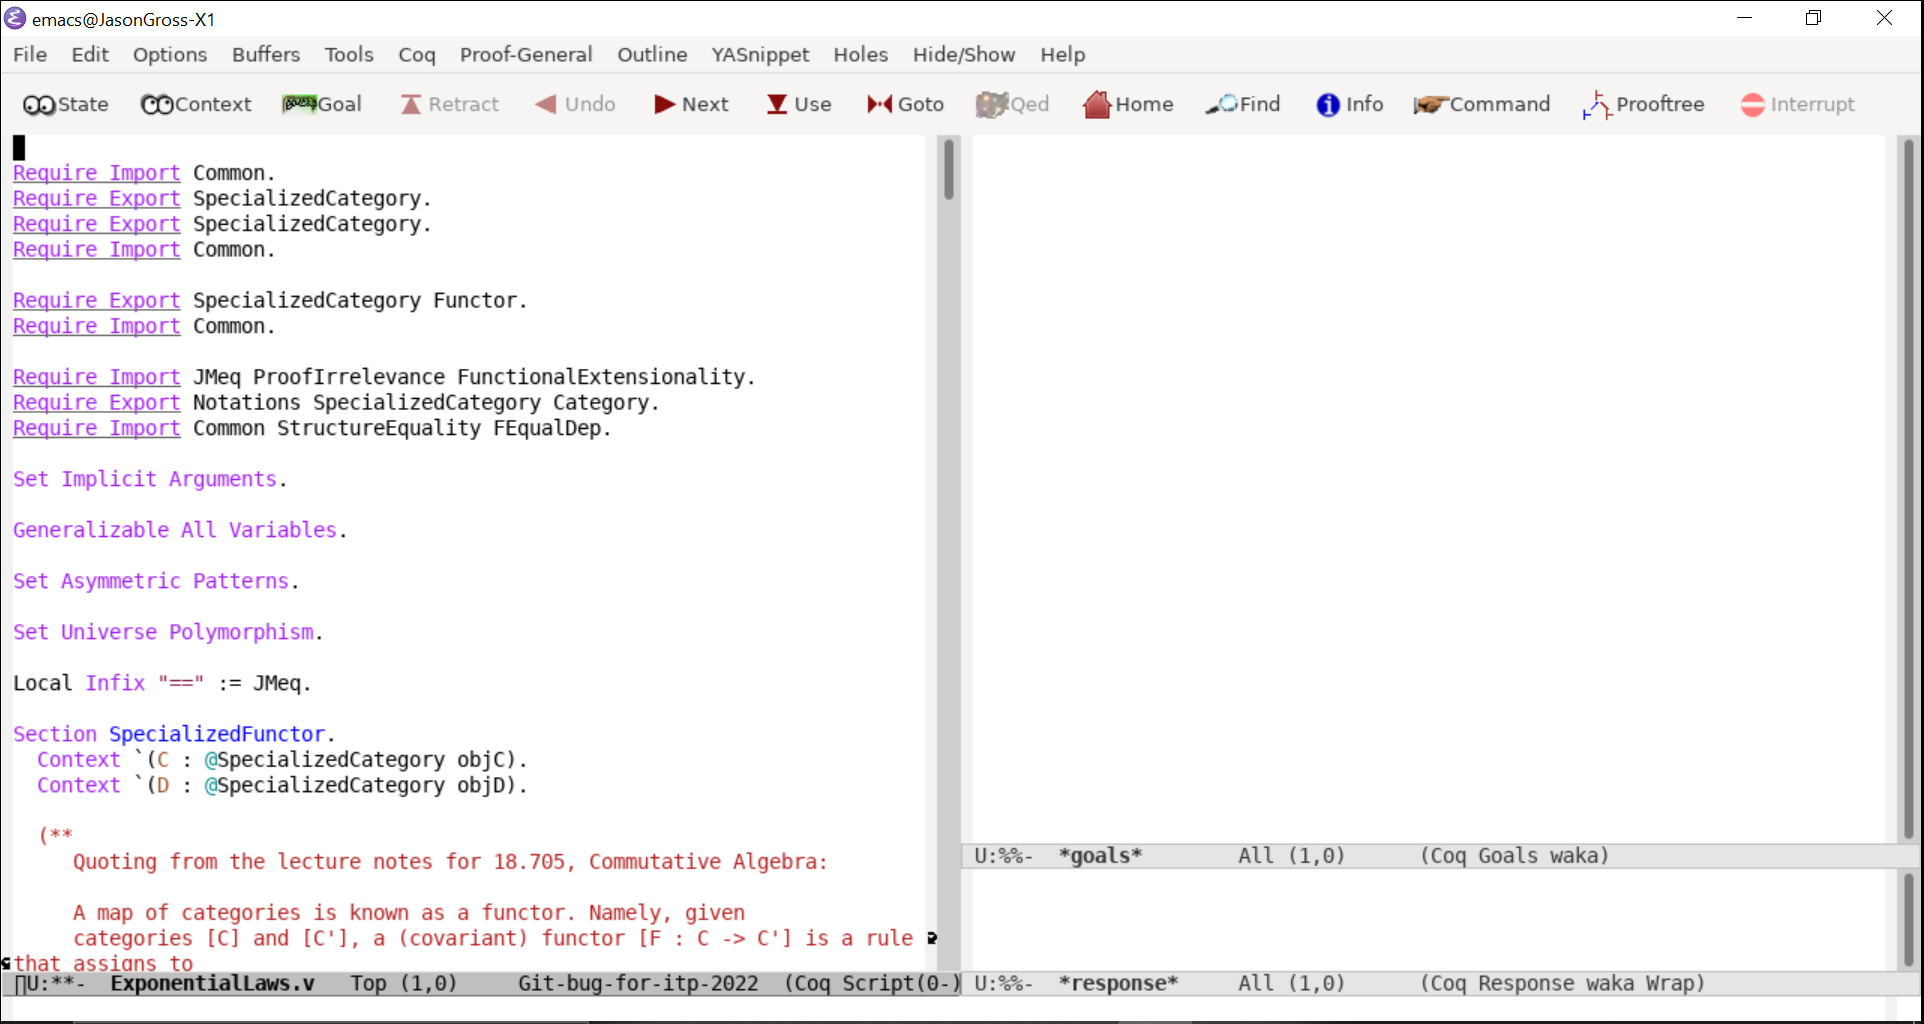 emacs@JasonGross-X1
File Edit Options Buffers Tools Coq Proof-General Outline YASnippet Holes Hide/Show Help
State Context Goal Retract Undo Next Use Goto Qed Home Find Info Command Prooftree Interrupt
Require Import Common.
Require Export SpecializedCategory.
Require Export SpecializedCategory.
Require Import Common.
Require Export SpecializedCategory Functor.
Require Import Common.
Require Import JMeq ProofIrrelevance FunctionalExtensionality.
Require Export Notations SpecializedCategory Category.
Require Import Common StructureEquality FEqualDep.
Set Implicit Arguments.
Generalizable All Variables.
Set Asymmetric Patterns.
Set Universe Polymorphism.
Local Infix "==" := JMeq.
Section SpecializedFunctor.
Context `(C : @SpecializedCategory objC).
Context `(D : @SpecializedCategory objD).
(**
Quoting from the lecture notes for 18.705, Commutative Algebra:
A map of categories is known as a functor. Namely, given
categories [C] and [C'], a (covariant) functor [F : C -> C'] is a rule
that assigns to
U:**- ExponentialLaws.v Top (1,0) Git-bug-for-itp-2022 (Coq Script(0-)
U:%%- *goals* All (1,0) (Coq Goals waka)
U:%%- *response* All (1,0) (Coq Response waka Wrap)